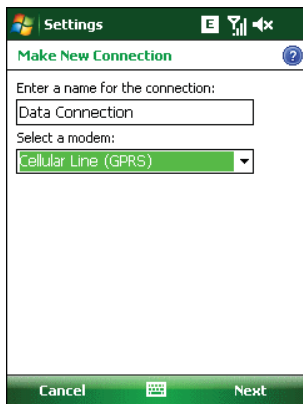 Settings E
Make New Connection ?
Enter a name for the connection:
Data Connection
Select a modem:
Cellular Line (GPRS)
Cancel Next